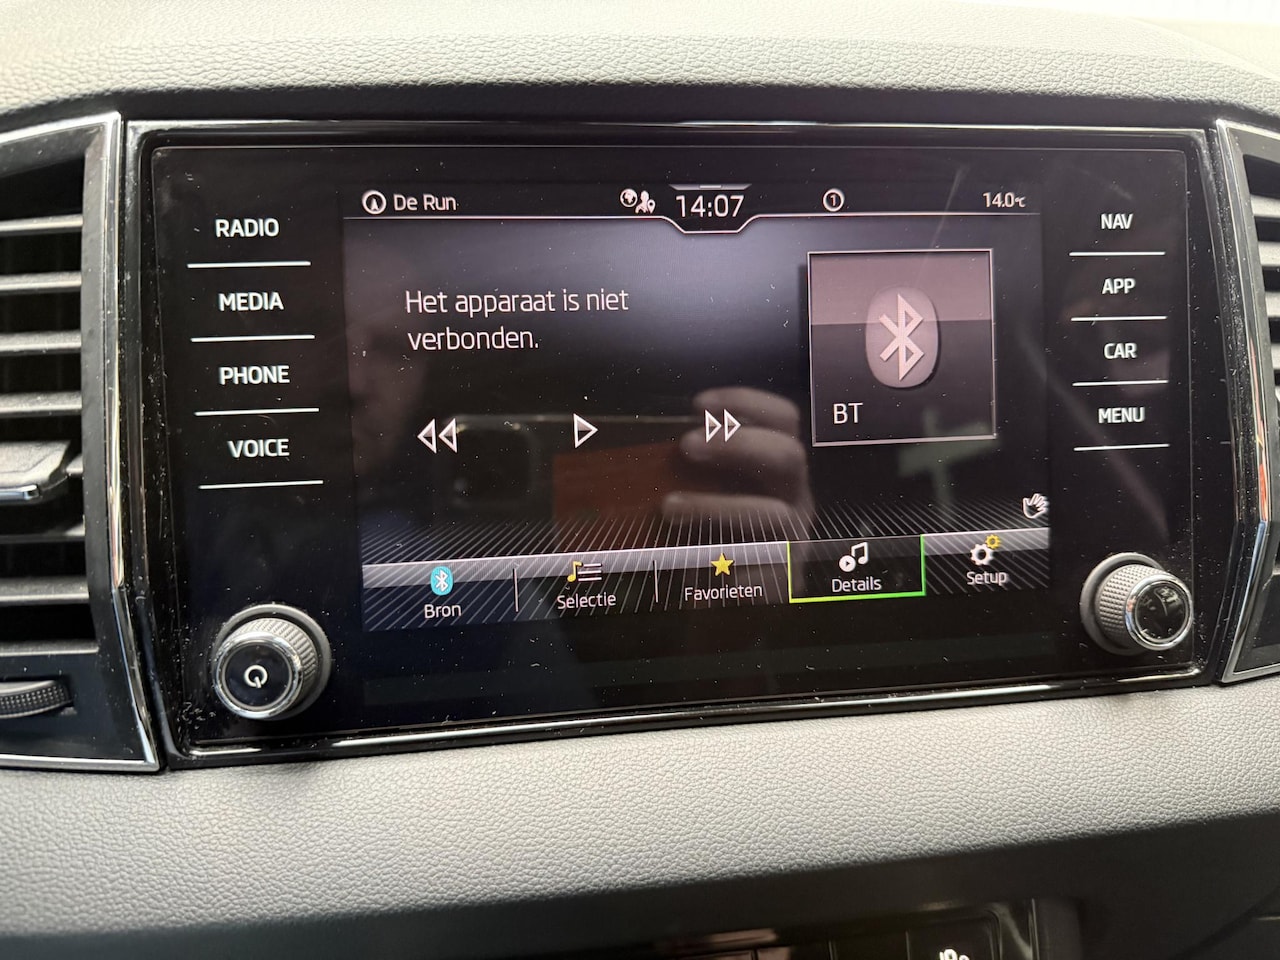 De Run
14:07
1
14.0°C
RADIO
MEDIA
PHONE
VOICE
Het apparaat is niet
verbonden.
BT
Bron
Selectie
Favorieten
Details
Setup
NAV
APP
CAR
MENU